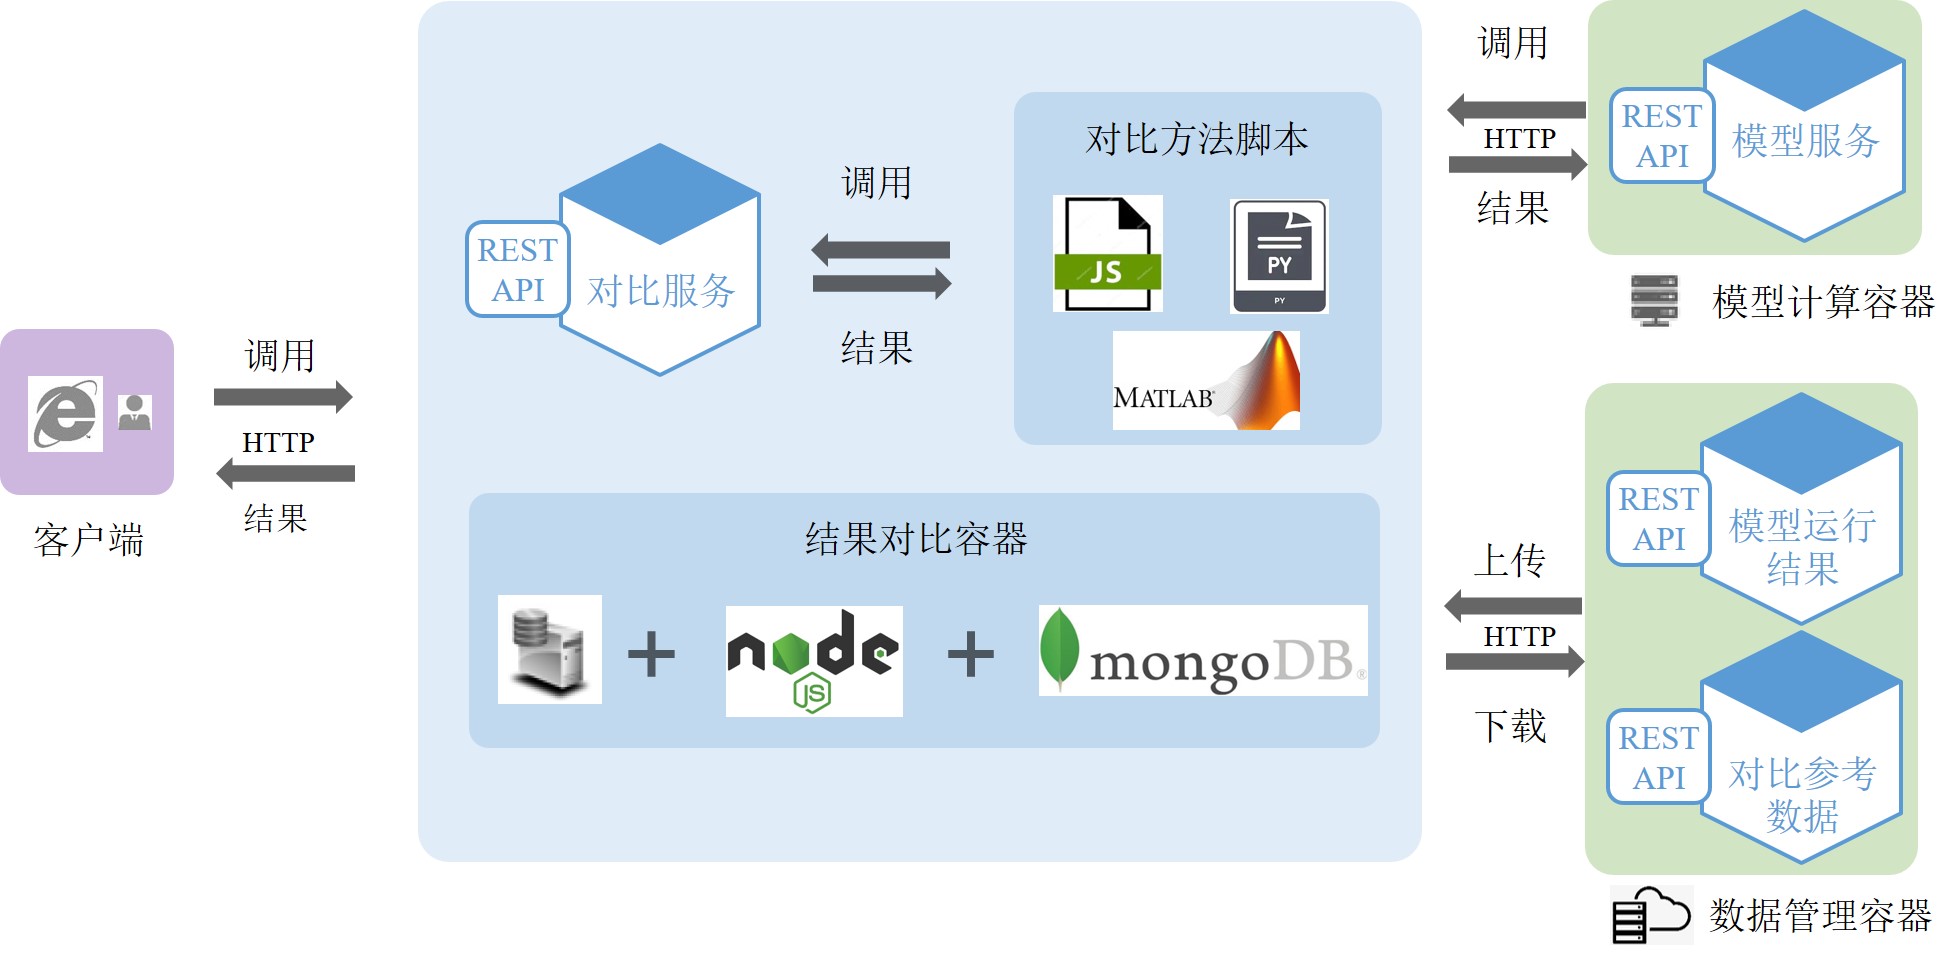 客户端
调用
HTTP
结果
REST
API
对比服务
调用
结果
对比方法脚本
JS
PY
PY
MATLAB
结果对比容器
node
JS
mongoDB
调用
HTTP
结果
REST
API
模型服务
模型计算容器
上传
HTTP
下载
REST
API
模型运行
结果
REST
API
对比参考
数据
数据管理容器